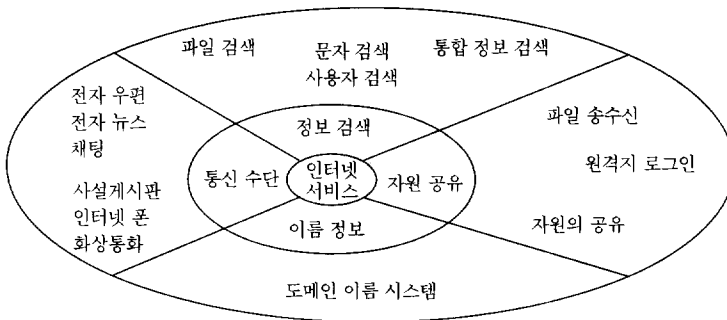 파일 검색
문자 검색
통합 정보 검색
사용자 검색
전자 우편
전자 뉴스
채팅
사설게시판
인터넷 폰
화상통화
정보 검색
통신 수단
인터넷
서비스
자원 공유
이름 정보
파일 송수신
원격지 로그인
자원의 공유
도메인 이름 시스템